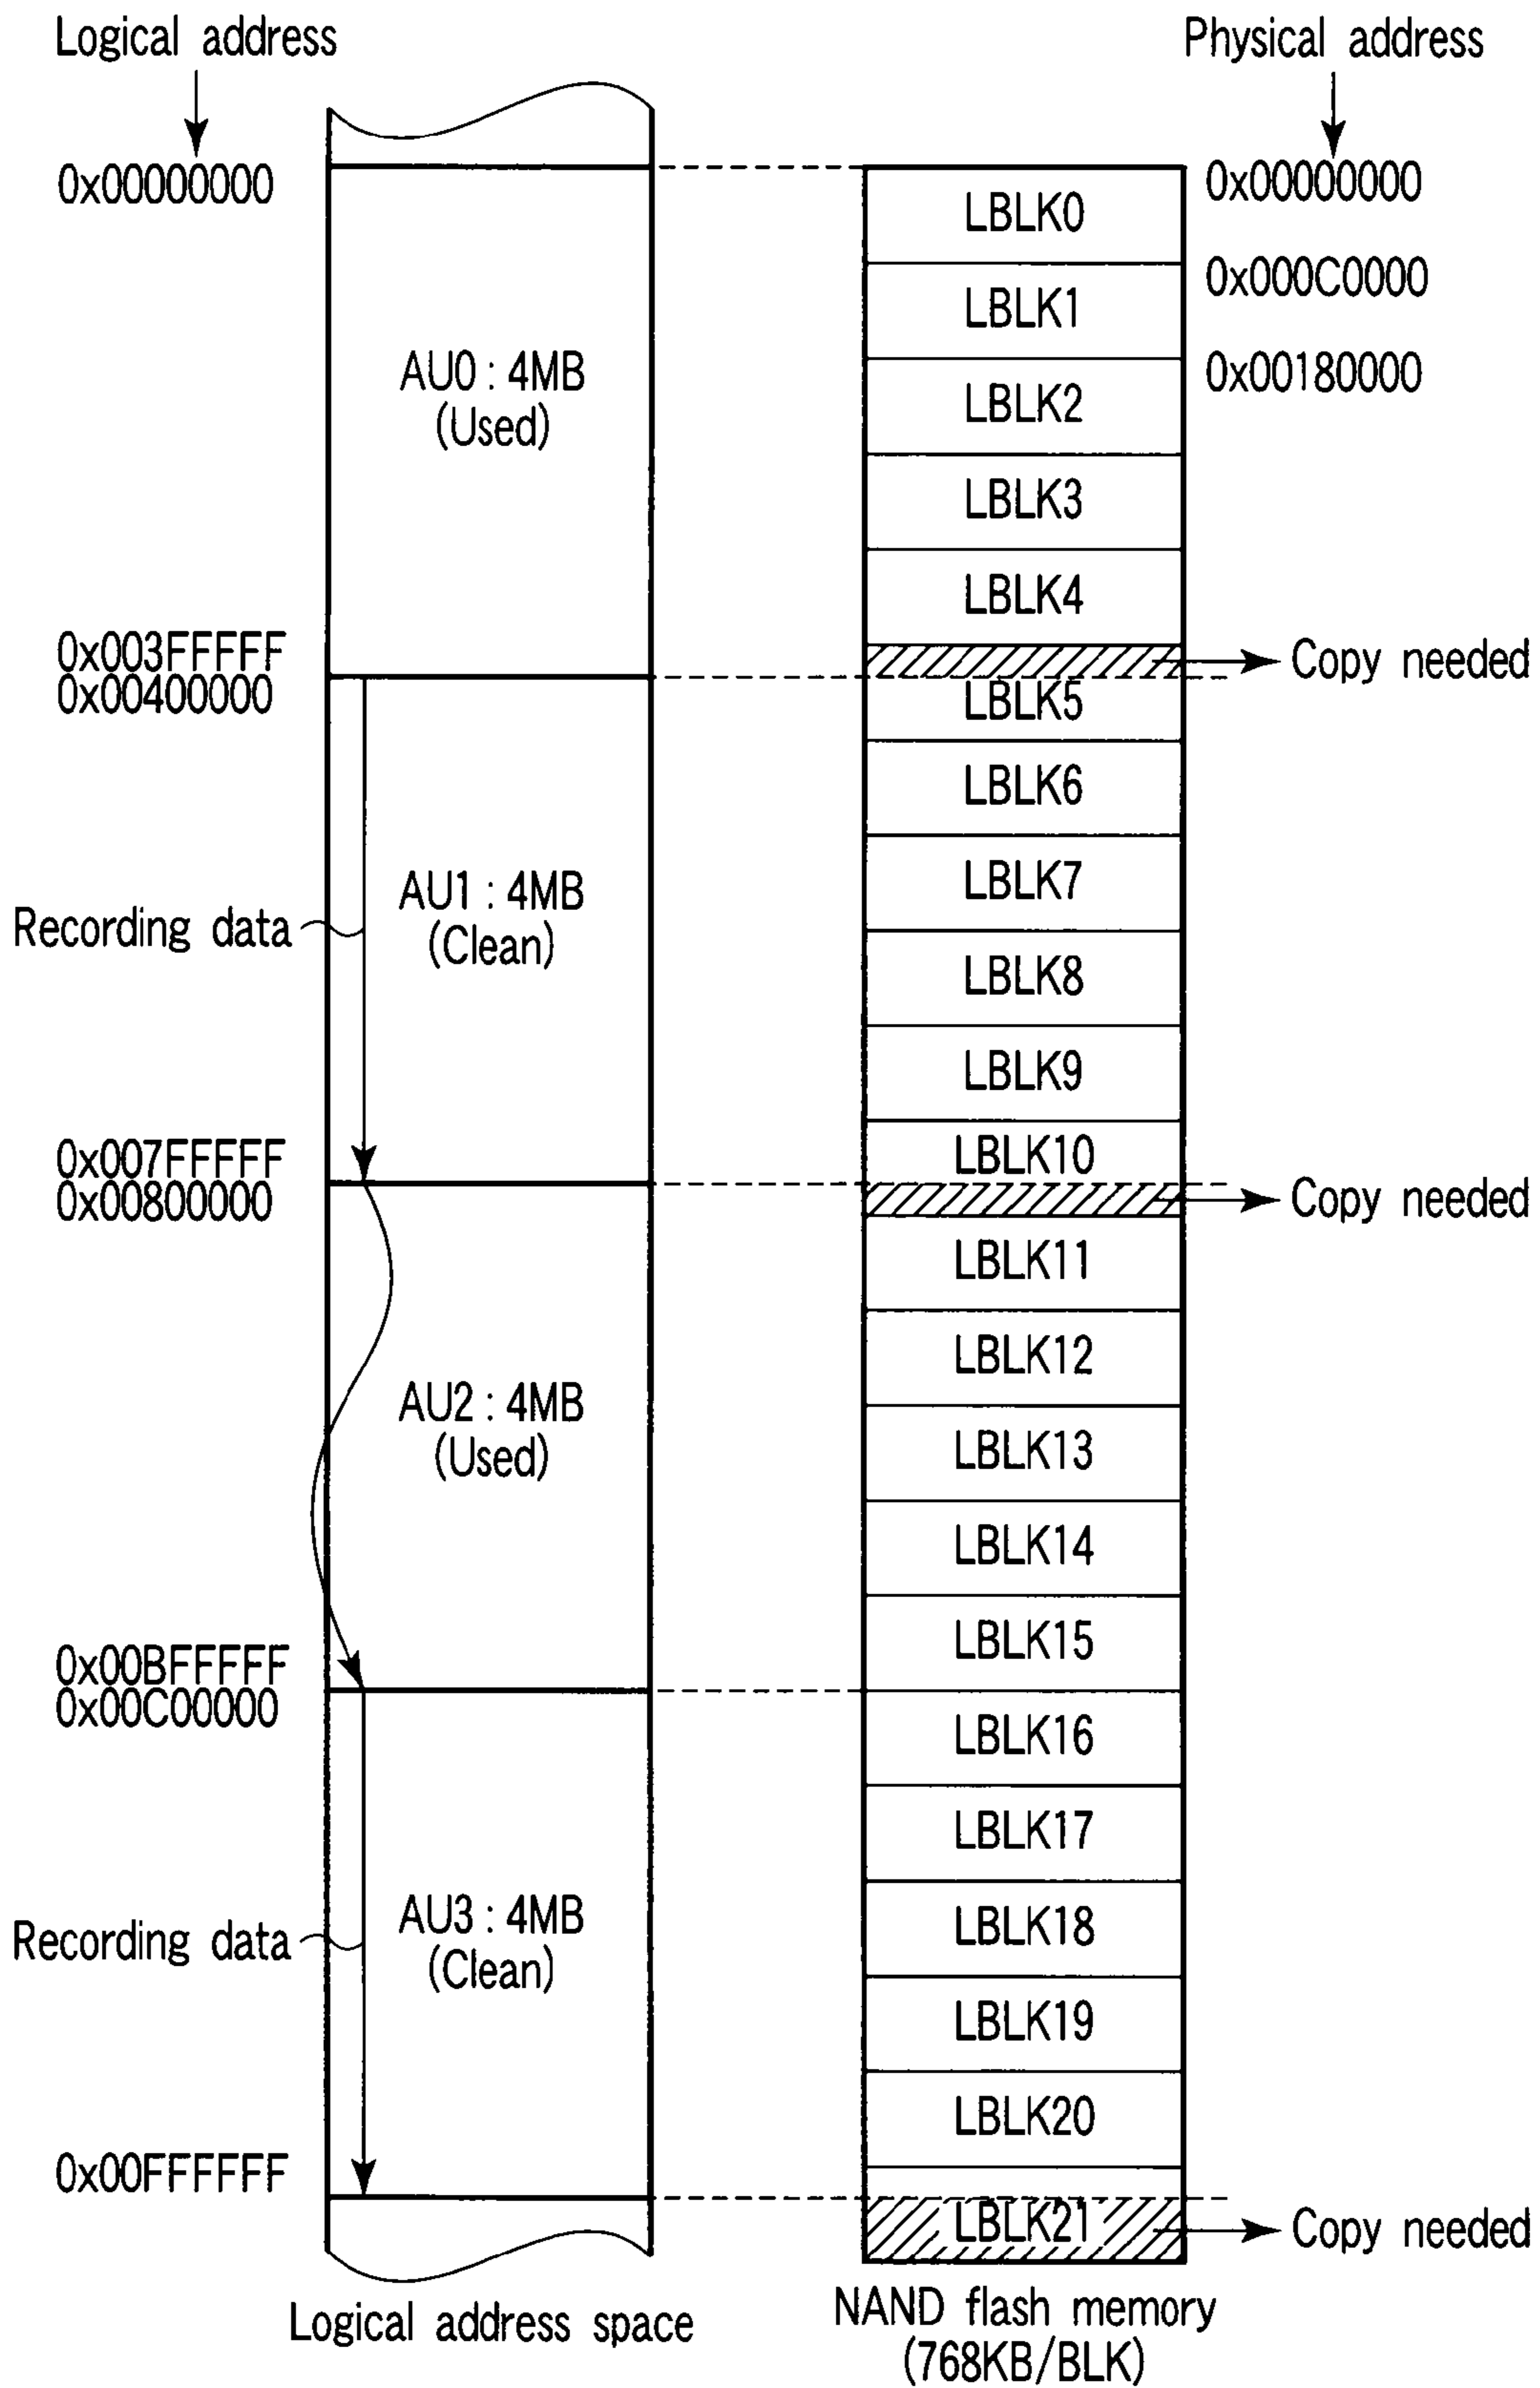 Logical address
Physical address
0x00000000
0x00000000
LBLK0
0x000C0000
LBLK1
AU0 : 4MB
(Used)
0x00180000
LBLK2
LBLK3
LBLK4
0x003FFFFF
0x00400000
Copy needed
LBLK5
LBLK6
AU1 : 4MB
(Clean)
Recording data
LBLK7
LBLK8
LBLK9
0x007FFFFF
0x00800000
LBLK10
Copy needed
LBLK11
LBLK12
AU2 : 4MB
(Used)
LBLK13
LBLK14
LBLK15
0x00BFFFFF
0x00C00000
LBLK16
LBLK17
AU3 : 4MB
(Clean)
Recording data
LBLK18
LBLK19
LBLK20
0x00FFFFFF
LBLK21
Copy needed
Logical address space
NAND flash memory
(768KB/BLK)